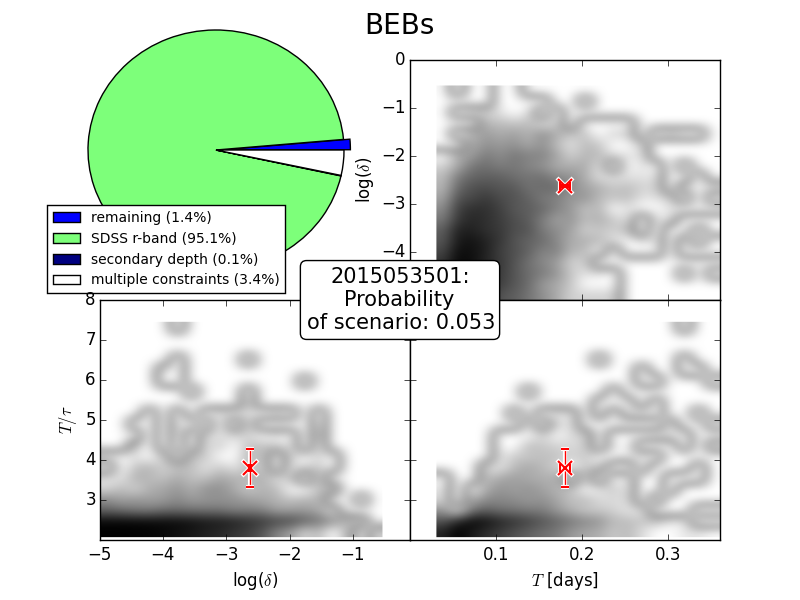 BEBs
remaining (1.4%)
SDSS r-band (95.1%)
secondary depth (0.1%)
multiple constraints (3.4%)
0
−1
−2
−3
−4
log(δ)
2015053501:
Probability
of scenario: 0.053
8
7
6
5
4
3
T/τ
−5 −4 −3 −2 −1
log(δ)
0.1 0.2 0.3
T [days]